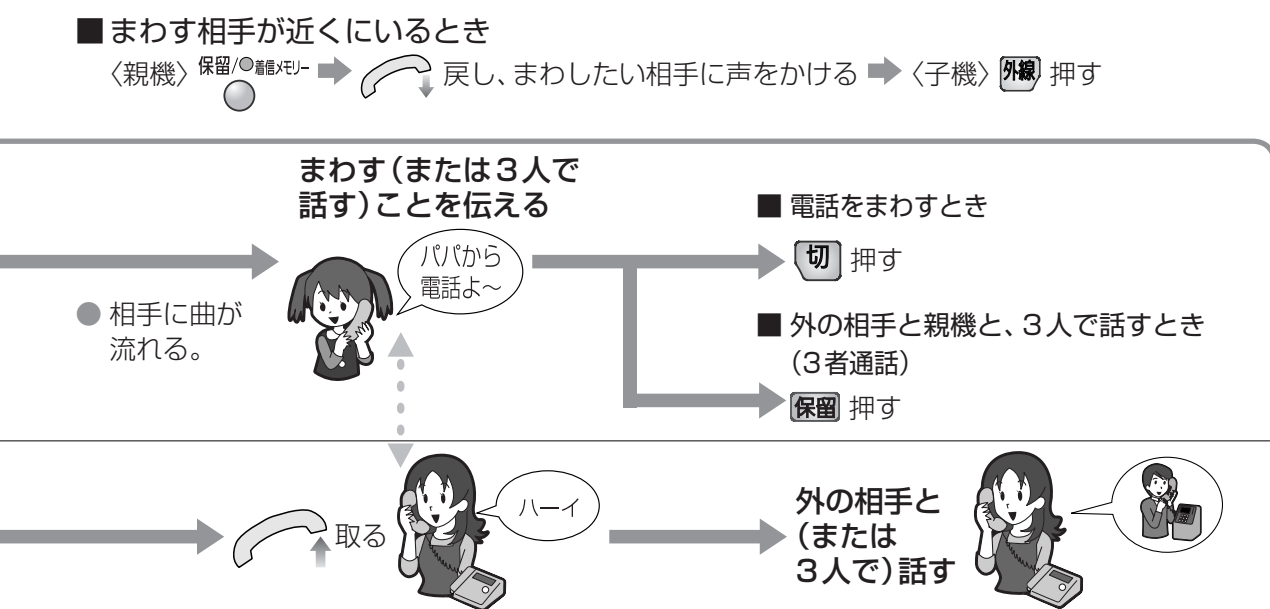 ■ まわす相手が近くにいるとき
〈親機〉 保留/◎着信メモリー ➡ 戻し、まわしたい相手に声をかける ➡ 〈子機〉 外線 押す
まわす(または3人で
話す)ことを伝える
パパから
電話よ〜
● 相手に曲が
流れる。
■ 電話をまわすとき
切 押す
■ 外の相手と親機と、3人で話すとき
(3者通話)
保留 押す
取る
ハーイ
外の相手と
(または
3人で)話す